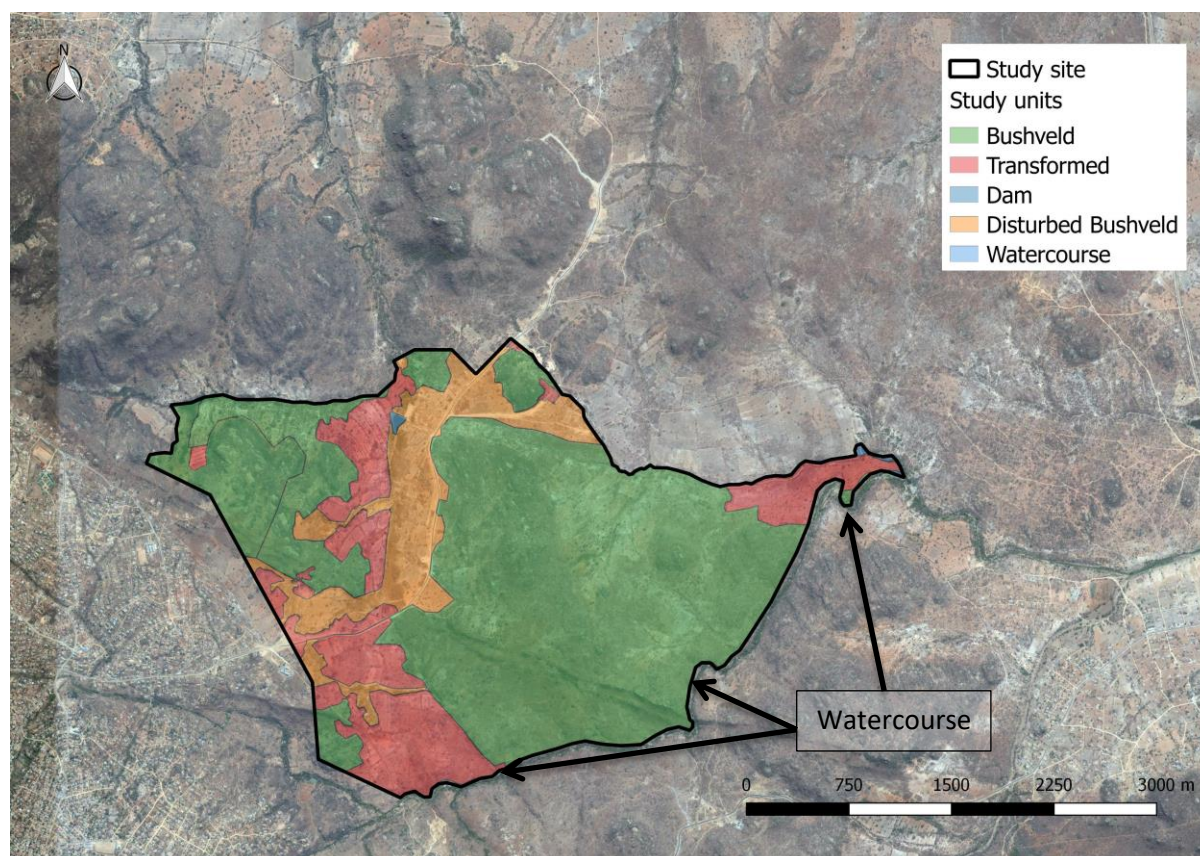 N
Study site
Study units
Bushveld
Transformed
Dam
Disturbed Bushveld
Watercourse
Watercourse
0 750 1500 2250 3000 m